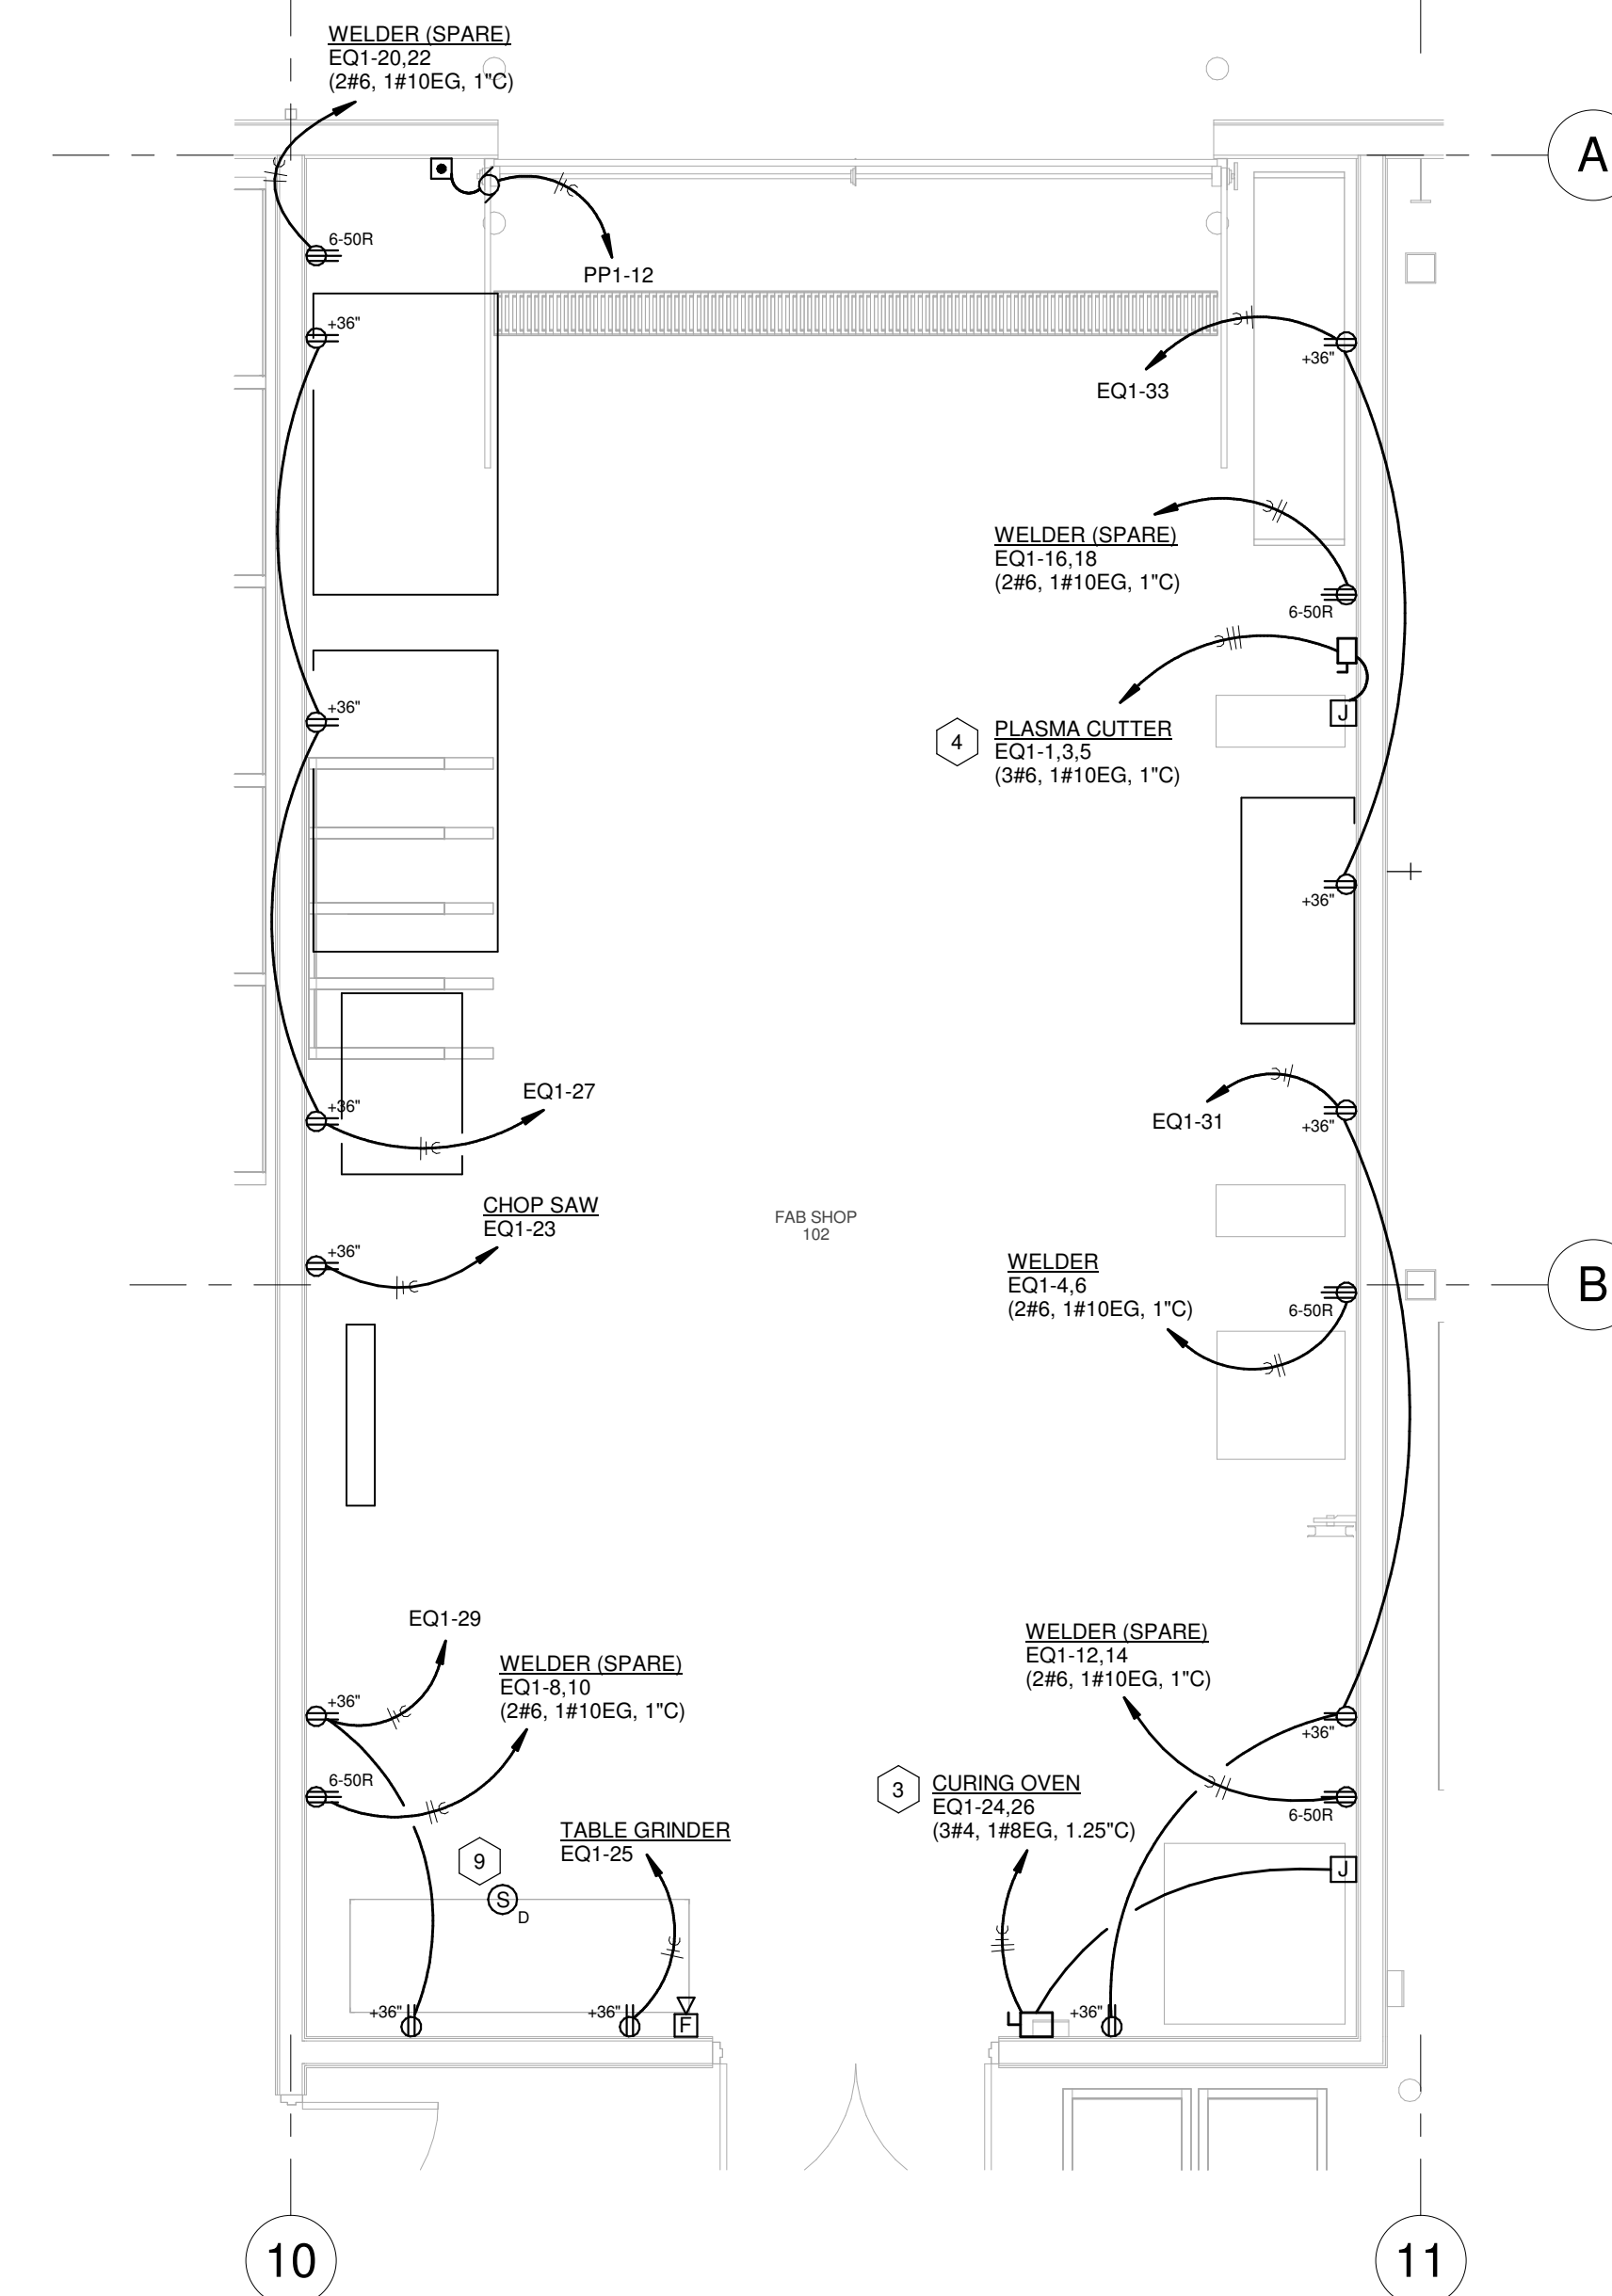 WELDER (SPARE)
EQ1-20,22
(2#6, 1#10EG, 1"C)
A
6-50R
PP1-12
+36"
+36"
EQ1-33
WELDER (SPARE)
EQ1-16,18
(2#6, 1#10EG, 1"C)
6-50R
+36"
J
4
PLASMA CUTTER
EQ1-1,3,5
(3#6, 1#10EG, 1"C)
+36"
EQ1-27
+36"
EQ1-31
+36"
CHOP SAW
EQ1-23
FAB SHOP
102
+36"
WELDER
EQ1-4,6
(2#6, 1#10EG, 1"C)
B
6-50R
EQ1-29
WELDER (SPARE)
EQ1-8,10
(2#6, 1#10EG, 1"C)
WELDER (SPARE)
EQ1-12,14
(2#6, 1#10EG, 1"C)
+36"
+36"
6-50R
6-50R
3
CURING OVEN
EQ1-24,26
(3#4, 1#8EG, 1.25"C)
TABLE GRINDER
EQ1-25
9
S
D
J
+36"
+36"
F
+36"
10
11